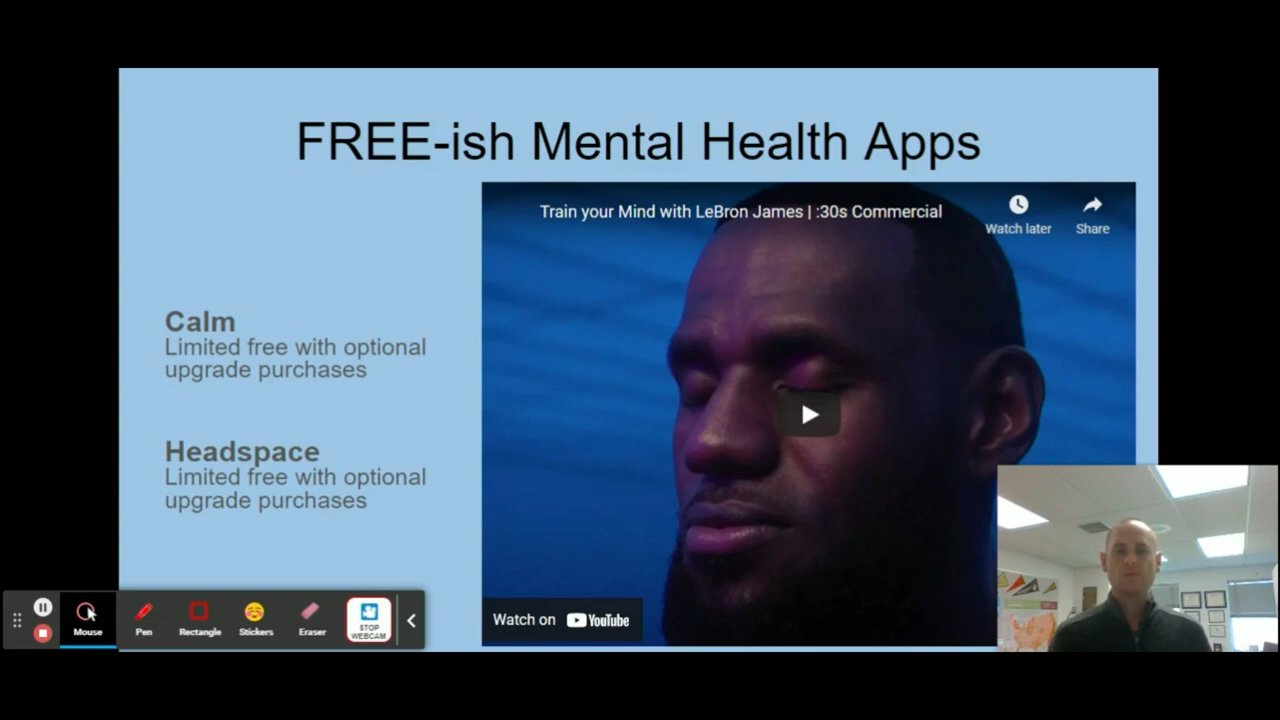 FREE-ish Mental Health Apps
Train your Mind with LeBron James | :30s Commercial
Watch later
Share
Calm
Limited free with optional
upgrade purchases
Headspace
Limited free with optional
upgrade purchases
Watch on YouTube
Mouse
Pen
Rectangle
Stickers
Eraser
STOP
WEBCAM